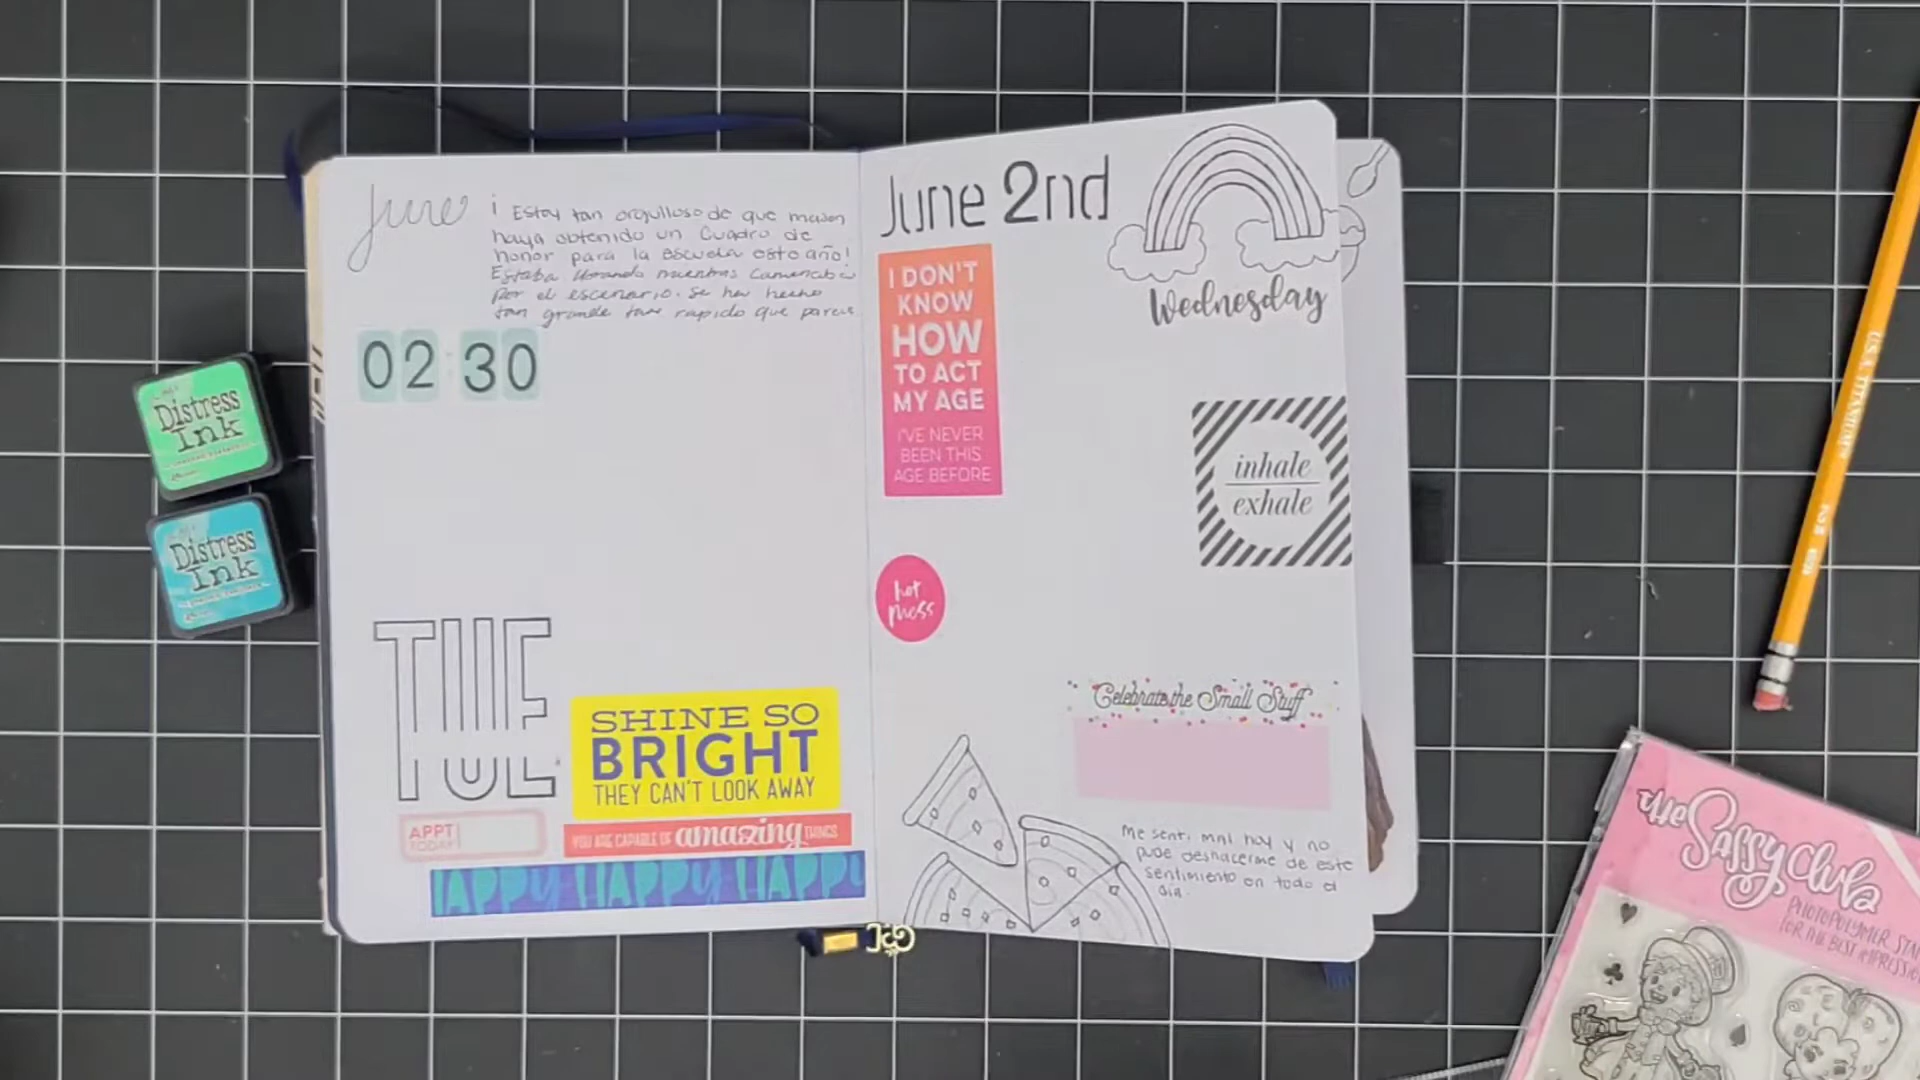 June
¡ Estoy tan orgulloso de que mason
haya obtenido un cuadro de
honor para la escuela este año!
Estaba llorando mientras caminaba
por el escenario. Se ha hecho
tan grande tan rapido que parece
02:30
TUE
SHINE SO
BRIGHT
THEY CAN'T LOOK AWAY
APPT
TODAY
YOU ARE CAPABLE OF amazing THINGS
HAPPY HAPPY HAPPY
June 2nd
I DON'T
KNOW
HOW
TO ACT
MY AGE
I'VE NEVER
BEEN THIS
AGE BEFORE
Wednesday
inhale
exhale
hot
mess
Celebrate the Small Stuff
Me senti mal hoy y no
pude deshacerme de este
sentimiento en todo el
dia.
Distress
Ink
Distress
Ink
the
Sassy Club
PHOTOPOLYMER
FOR THE BEST